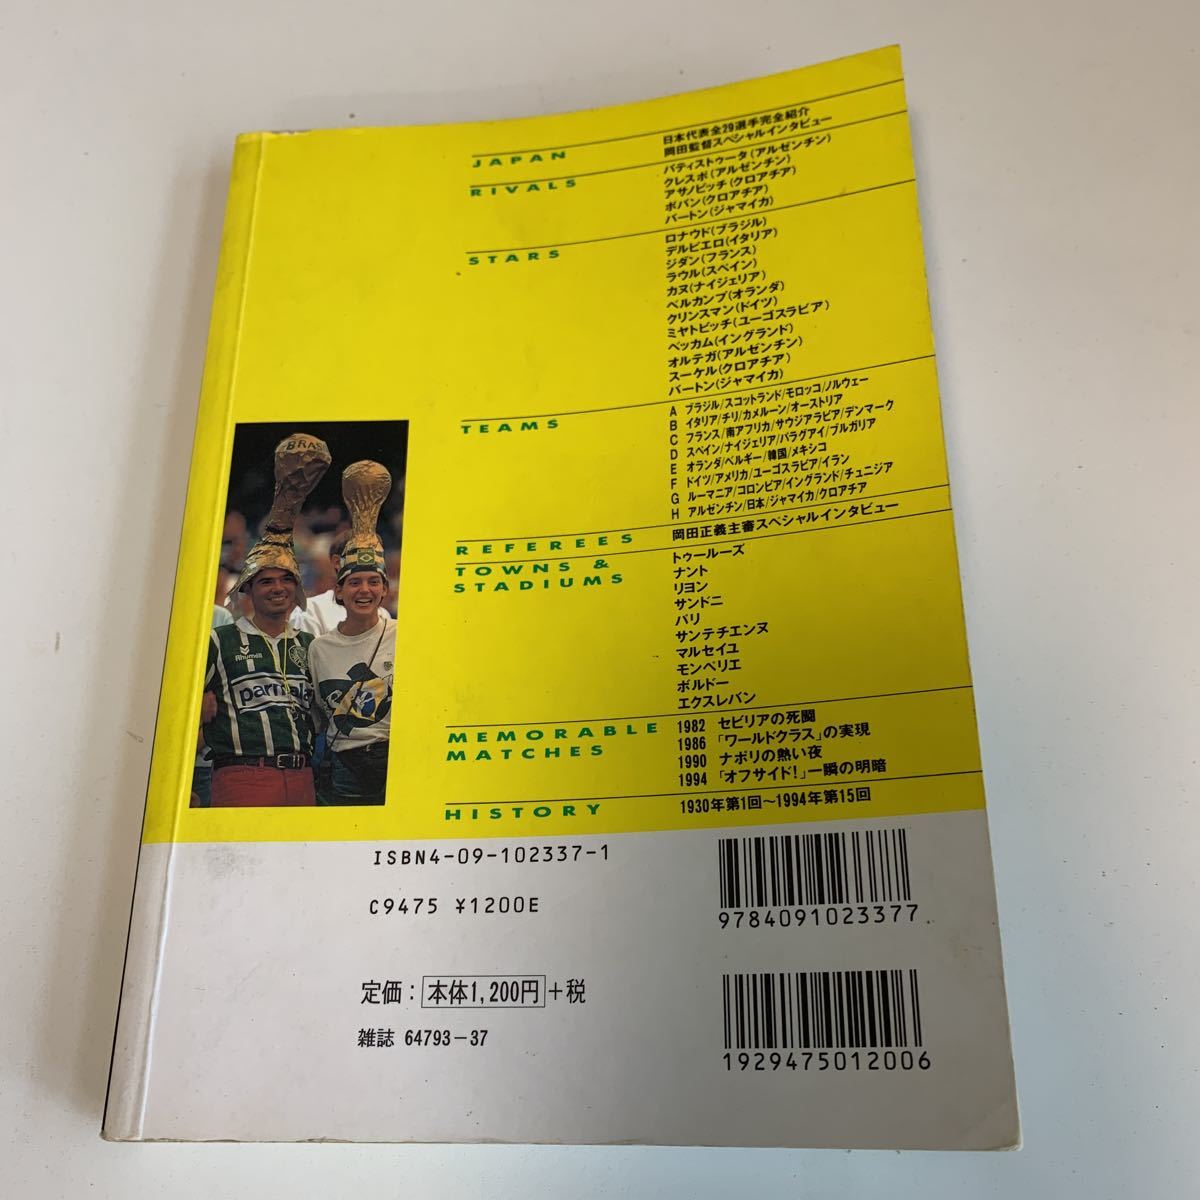 JAPAN
日本代表全29選手完全紹介
岡田監督スペシャルインタビュー
RIVALS
バティストゥータ(アルゼンチン)
クレスポ(アルゼンチン)
アサノビッチ(クロアチア)
ボバン(クロアチア)
バートン(ジャマイカ)
STARS
ロナウド(ブラジル)
デルピエロ(イタリア)
ジダン(フランス)
ラウル(スペイン)
カヌ(ナイジェリア)
ベルカンプ(オランダ)
クリンスマン(ドイツ)
ミヤトビッチ(ユーゴスラビア)
ベッカム(イングランド)
オルテガ(アルゼンチン)
スーケル(クロアチア)
バートン(ジャマイカ)
TEAMS
A ブラジル/スコットランド/モロッコ/ノルウェー
B イタリア/チリ/カメルーン/オーストリア
C フランス/南アフリカ/サウジアラビア/デンマーク
D スペイン/ナイジェリア/パラグアイ/ブルガリア
E オランダ/ベルギー/韓国/メキシコ
F ドイツ/アメリカ/ユーゴスラビア/イラン
G ルーマニア/コロンビア/イングランド/チュニジア
H アルゼンチン/日本/ジャマイカ/クロアチア
REFEREES
岡田正義主審スペシャルインタビュー
TOWNS &
STADIUMS
トゥールーズ
ナント
リヨン
サンドニ
パリ
サンテチエンヌ
マルセイユ
モンペリエ
ボルドー
エクスレバン
MEMORABLE
MATCHES
1982 セビリアの死闘
1986 「ワールドクラス」の実現
1990 ナポリの熱い夜
1994 「オフサイド!」一瞬の明暗
HISTORY
1930年第1回～1994年第15回
BRAS
Rhumell
parmala
ISBN4-09-102337-1
C9475 ¥1200E
9784091023377
定価：本体1,200円+税
雑誌 64793-37
1929475012006